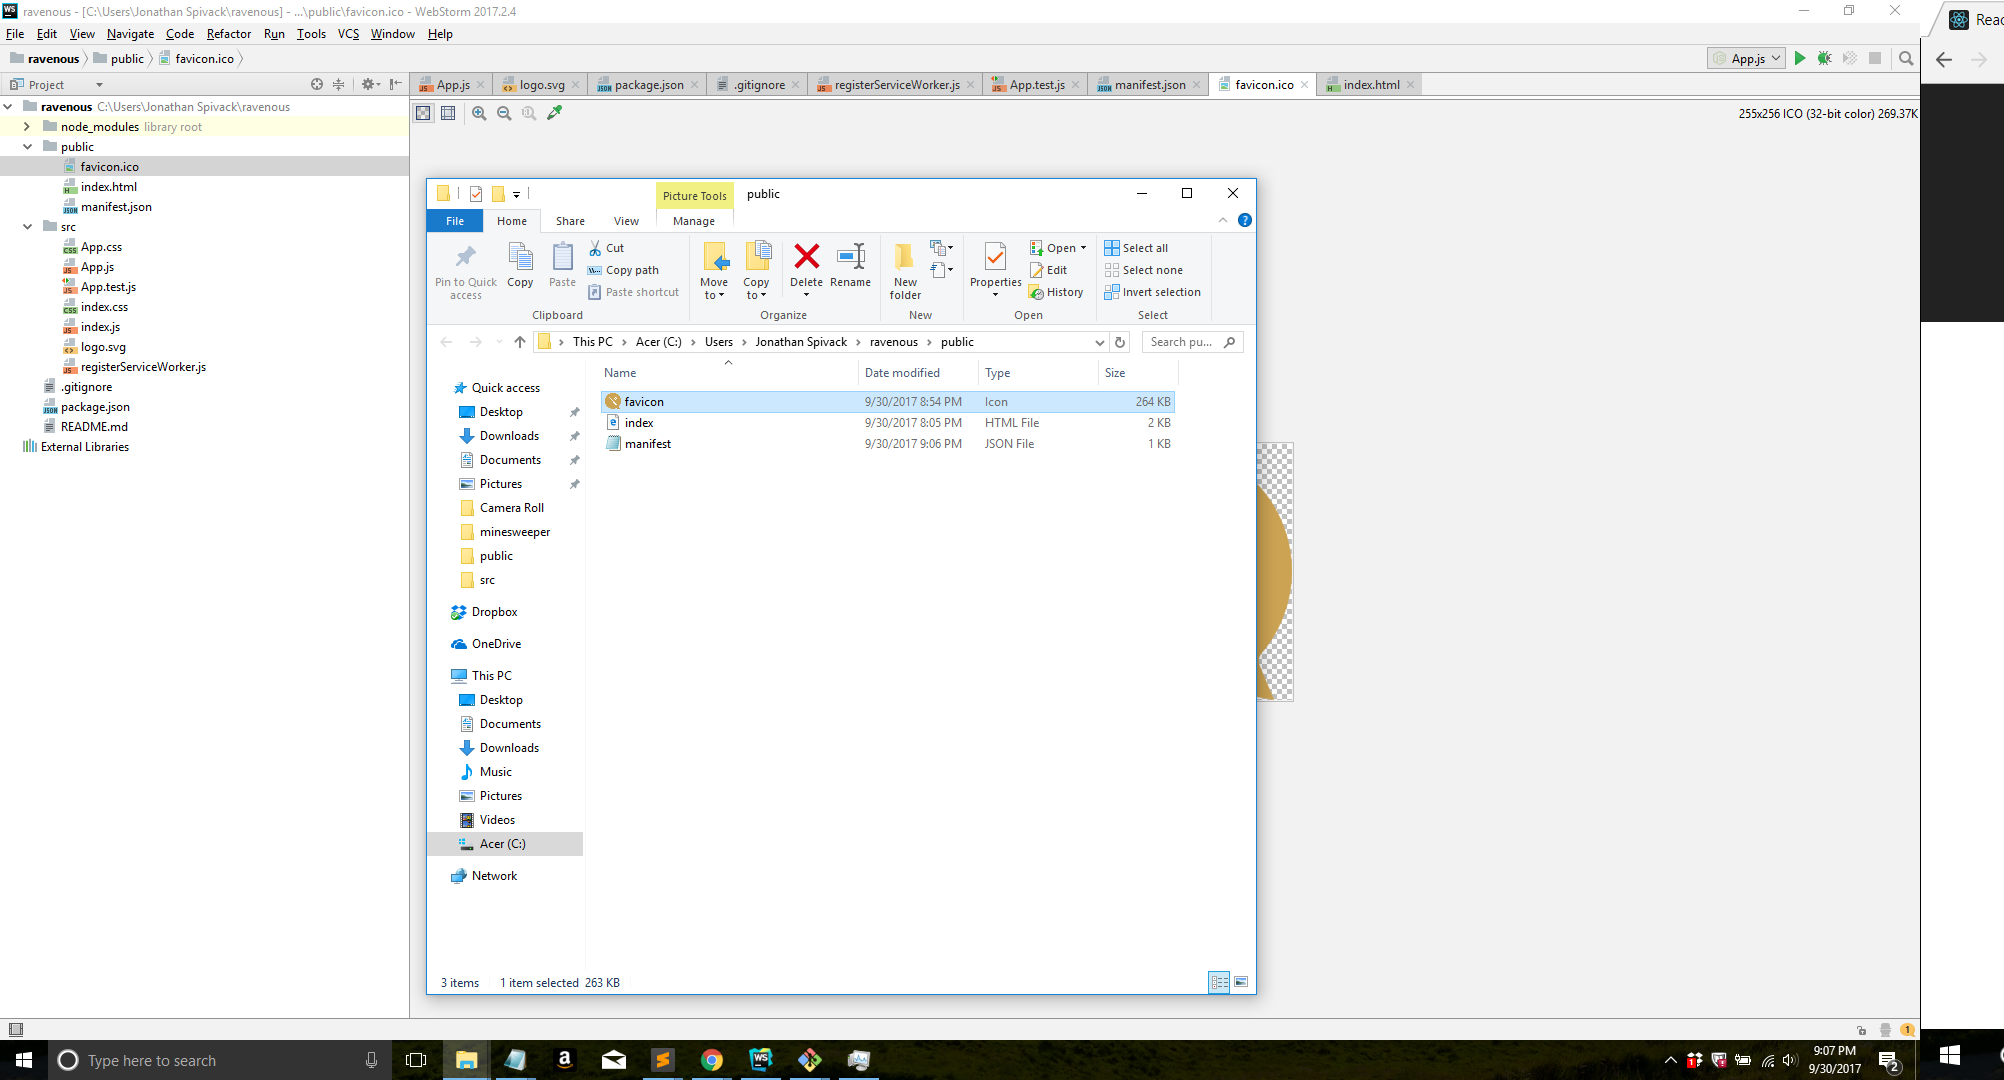 ravenous - [C:\Users\Jonathan Spivack\ravenous] - ...\public\favicon.ico - WebStorm 2017.2.4
File Edit View Navigate Code Refactor Run Tools VCS Window Help
ravenous public favicon.ico App.js
Project App.js logo.svg package.json .gitignore registerServiceWorker.js App.test.js manifest.json favicon.ico index.html
255x256 ICO (32-bit color) 269.37K
ravenous C:\Users\Jonathan Spivack\ravenous
node_modules library root
public
favicon.ico
index.html
manifest.json
src
App.css
App.js
App.test.js
index.css
index.js
logo.svg
registerServiceWorker.js
.gitignore
package.json
README.md
External Libraries
Picture Tools public
File Home Share View Manage
Pin to Quick access
Copy
Paste
Cut
Copy path
Paste shortcut
Clipboard
Move to
Copy to
Delete
Rename
Organize
New folder
New
Properties
Open
Edit
History
Open
Select all
Select none
Invert selection
Select
This PC Acer (C:) Users Jonathan Spivack ravenous public Search pu...
Name Date modified Type Size
favicon 9/30/2017 8:54 PM Icon 264 KB
index 9/30/2017 8:05 PM HTML File 2 KB
manifest 9/30/2017 9:06 PM JSON File 1 KB
Quick access
Desktop
Downloads
Documents
Pictures
Camera Roll
minesweeper
public
src
Dropbox
OneDrive
This PC
Desktop
Documents
Downloads
Music
Pictures
Videos
Acer (C:)
Network
3 items 1 item selected 263 KB
1
Type here to search
9:07 PM
9/30/2017
2